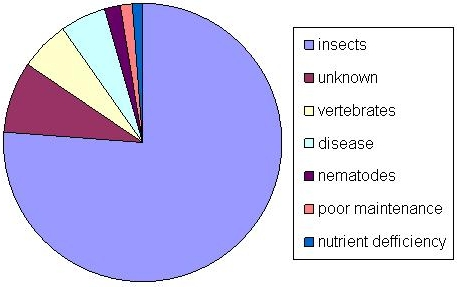 insects
unknown
vertebrates
disease
nematodes
poor maintenance
nutrient defficiency